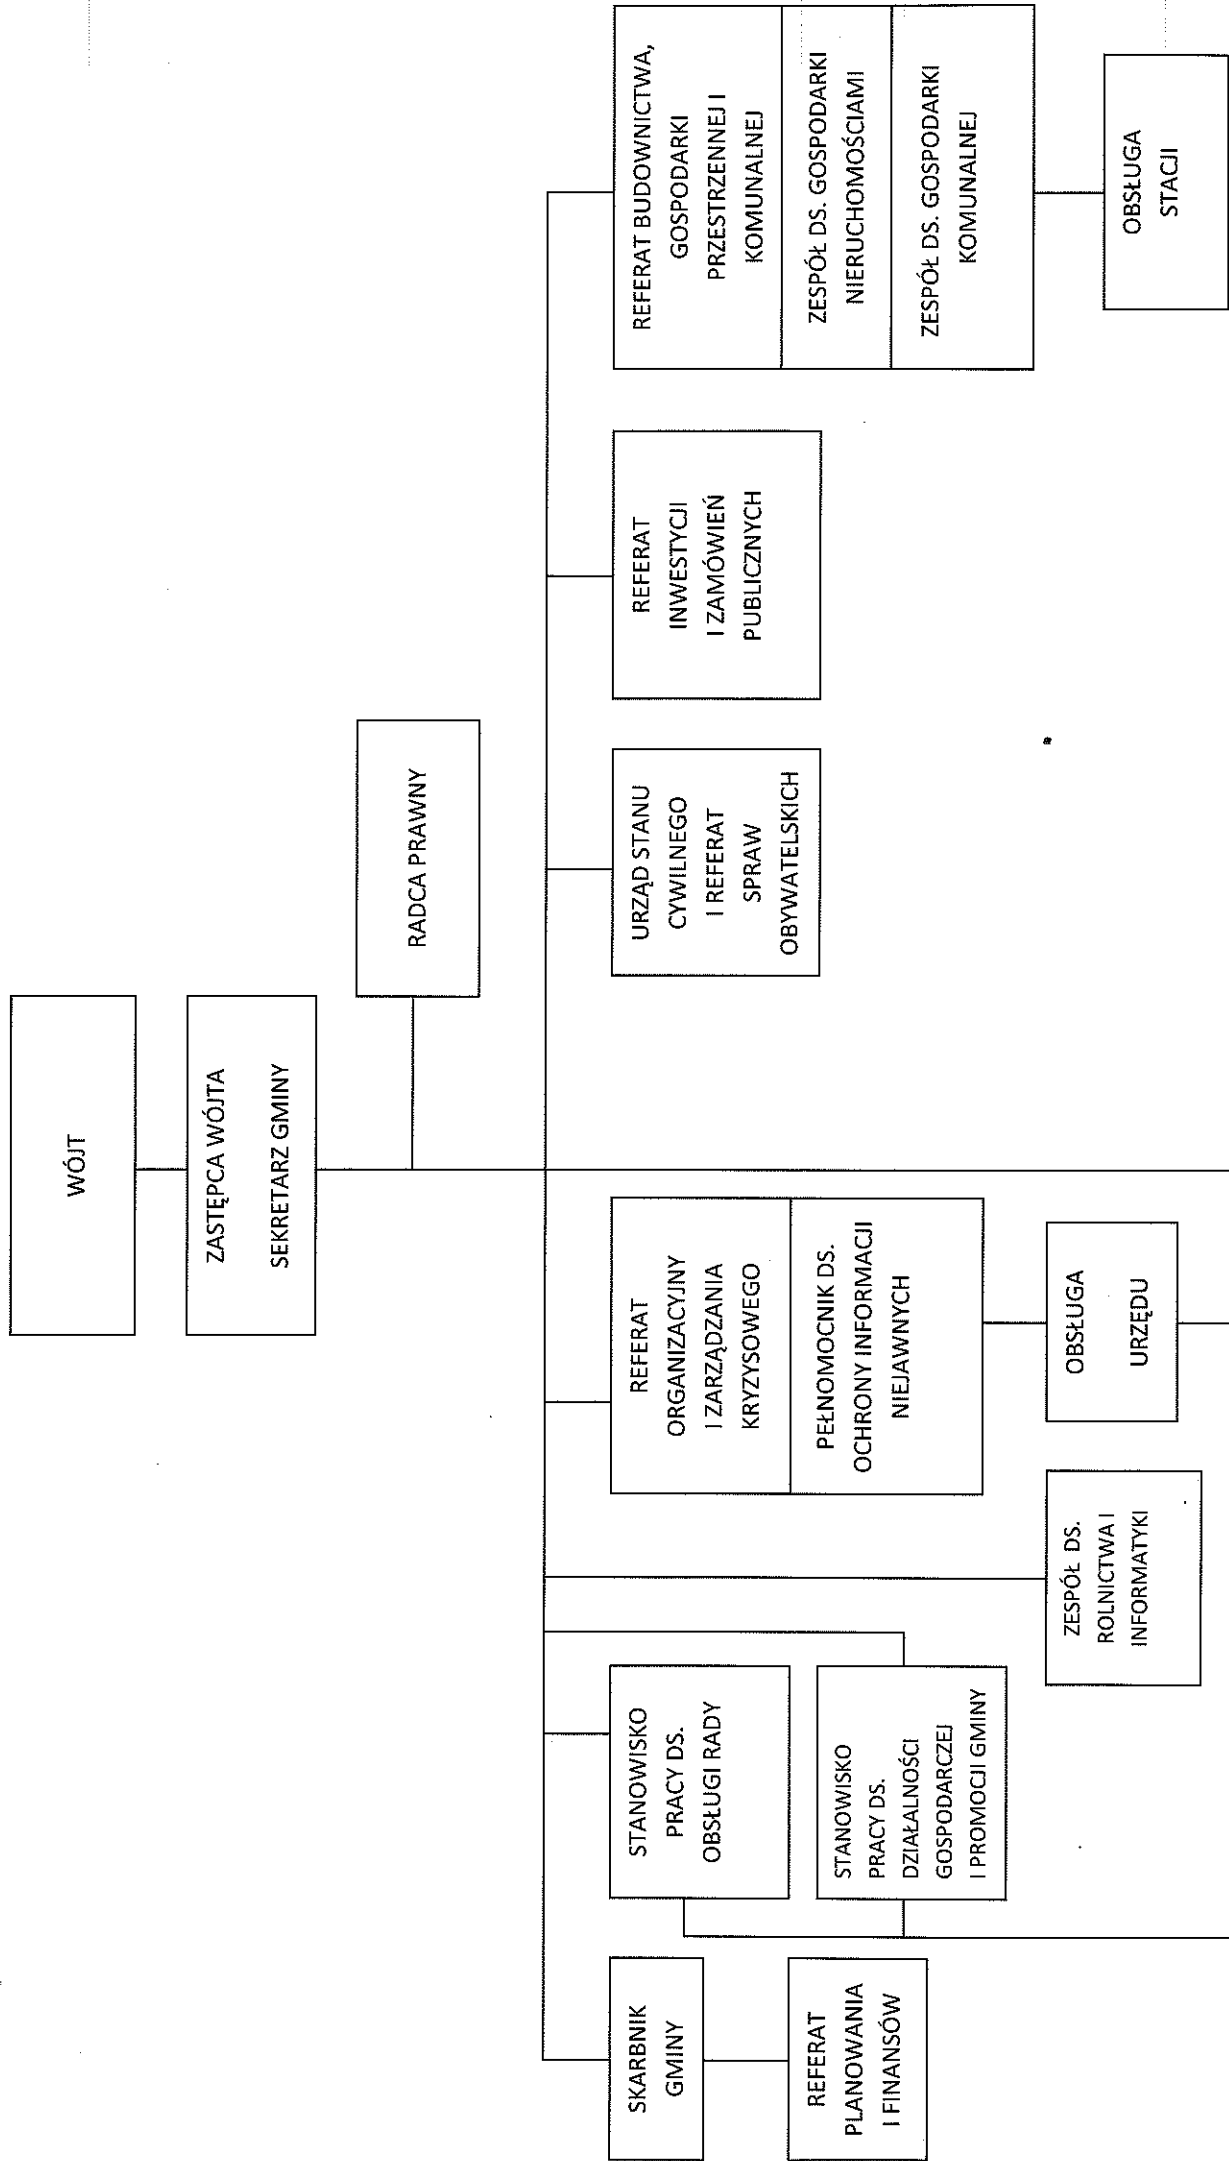 WÓJT
ZASTĘPCA WÓJTA
SEKRETARZ GMINY
RADCA PRAWNY
SKARBNIK
GMINY
REFERAT
PLANOWANIA
I FINANSÓW
STANOWISKO
PRACY DS.
OBSŁUGI RADY
STANOWISKO
PRACY DS.
DZIAŁALNOŚCI
GOSPODARCZEJ
I PROMOCJI GMINY
ZESPÓŁ DS.
ROLNICTWA I
INFORMATYKI
REFERAT
ORGANIZACYJNY
I ZARZĄDZANIA
KRYZYSOWEGO
PEŁNOMOCNIK DS.
OCHRONY INFORMACJI
NIEJAWNYCH
OBSŁUGA
URZĘDU
URZĄD STANU
CYWILNEGO
I REFERAT
SPRAW
OBYWATELSKICH
REFERAT
INWESTYCJI
I ZAMÓWIEŃ
PUBLICZNYCH
REFERAT BUDOWNICTWA,
GOSPODARKI
PRZESTRZENNEJ I
KOMUNALNEJ
ZESPÓŁ DS. GOSPODARKI
NIERUCHOMOŚCIAMI
ZESPÓŁ DS. GOSPODARKI
KOMUNALNEJ
OBSŁUGA
STACJI